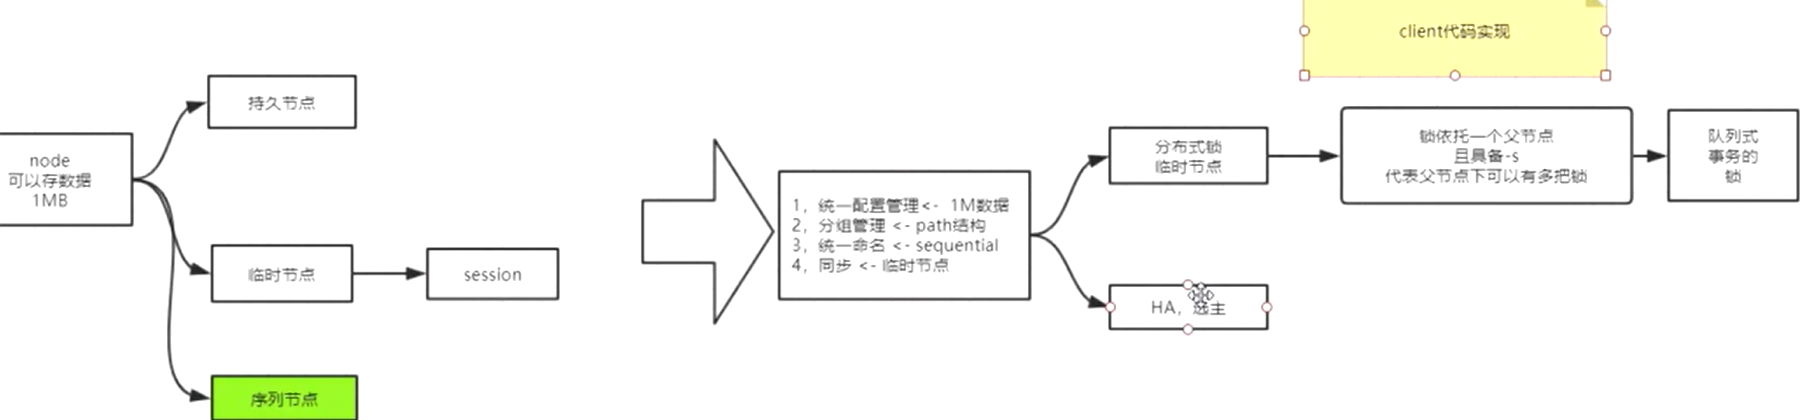 client代码实现
持久节点
node
可以存数据
1MB
临时节点
session
序列节点
1，统一配置管理<- 1M数据
2，分组管理 <- path结构
3，统一命名 <- sequential
4，同步 <- 临时节点
分布式锁
临时节点
锁依托一个父节点
且具备-s
代表父节点下可以有多把锁
队列式
事务的
锁
HA，选主